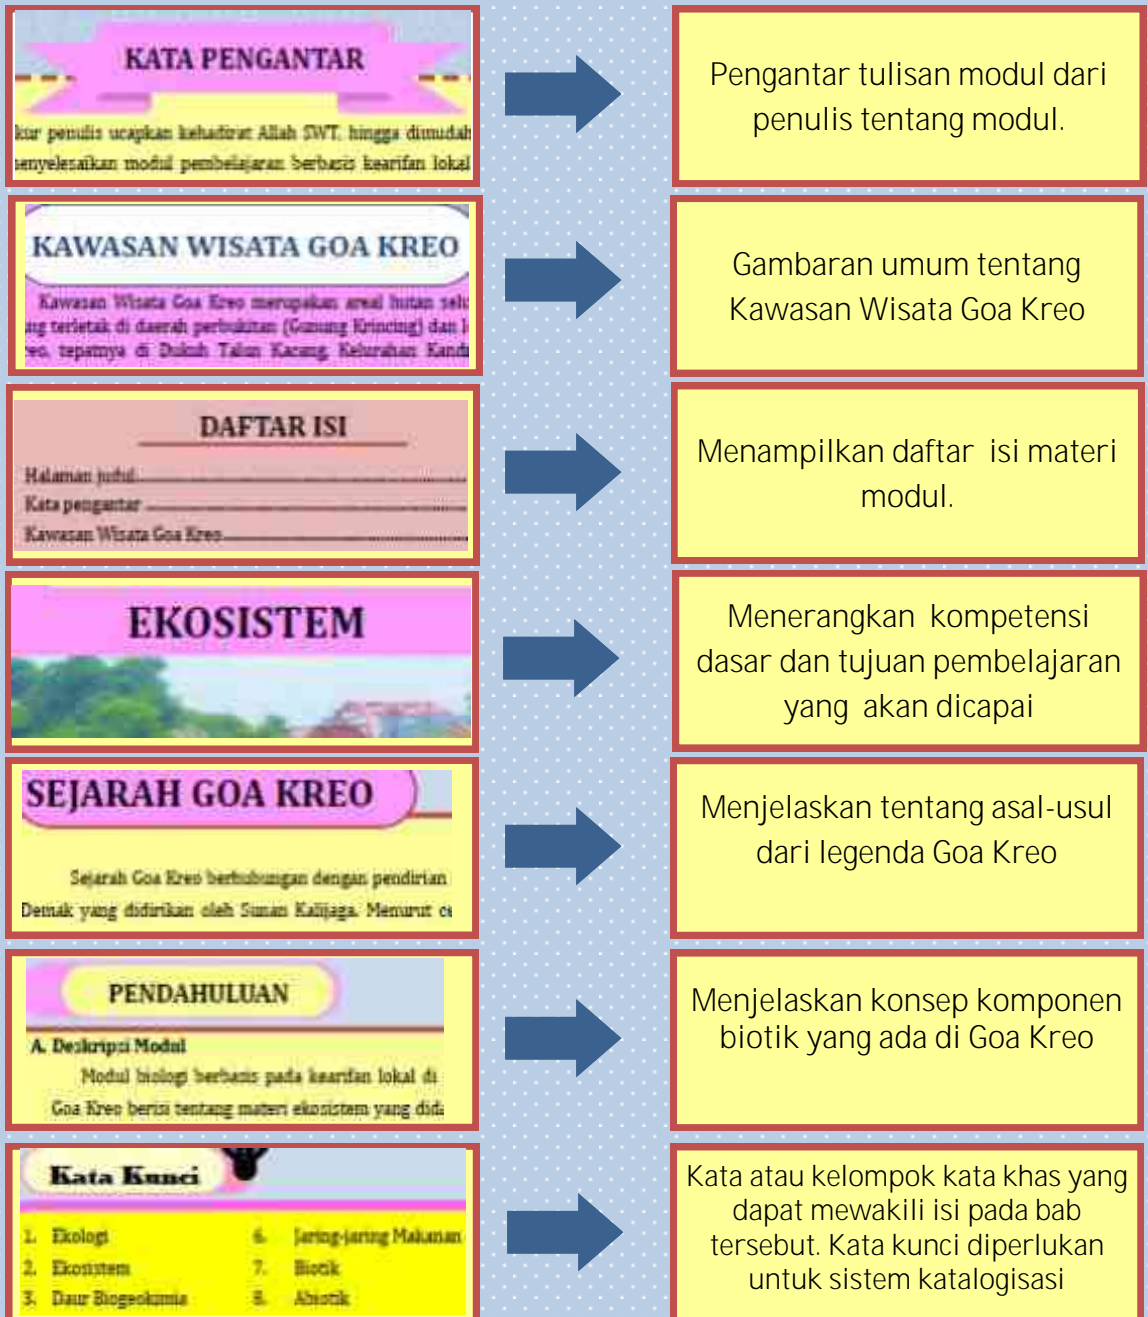 KATA PENGANTAR
kur penulis ucapkan kehadirat Allah SWT, hingga dimudah
enyelesaikan modul pembelajaran berbasis kearifan lokal
Pengantar tulisan modul dari
penulis tentang modul.
KAWASAN WISATA GOA KREO
Kawasan Wisata Goa Kreo merupakan areal hutan selu
ng terletak di daerah perbukitan (Gunung Krincing) dan
eo, tepatnya di Dukuh Talun Kacang, Kelurahan Kand
Gambaran umum tentang
Kawasan Wisata Goa Kreo
DAFTAR ISI
Halaman judul
Kata pengantar
Kawasan Wisata Goa Kreo
Menampilkan daftar isi materi
modul.
EKOSISTEM
Menerangkan kompetensi
dasar dan tujuan pembelajaran
yang akan dicapai
SEJARAH GOA KREO
Sejarah Goa Kreo berhubungan dengan pendirian
Demak yang didirikan oleh Sunan Kalijaga. Menurut ce
Menjelaskan tentang asal-usul
dari legenda Goa Kreo
PENDAHULUAN
A. Deskripsi Modul
Modul biologi berbasis pada kearifan lokal di
Goa Kreo berisi tentang materi ekosistem yang dida
Menjelaskan konsep komponen
biotik yang ada di Goa Kreo
Kata Kunci
1. Ekologi
2. Ekosistem
3. Daur Biogeokimia
6. Jaring-jaring Makanan
7. Biotik
8. Abiotik
Kata atau kelompok kata khas yang
dapat mewakili isi pada bab
tersebut. Kata kunci diperlukan
untuk sistem katalogisasi